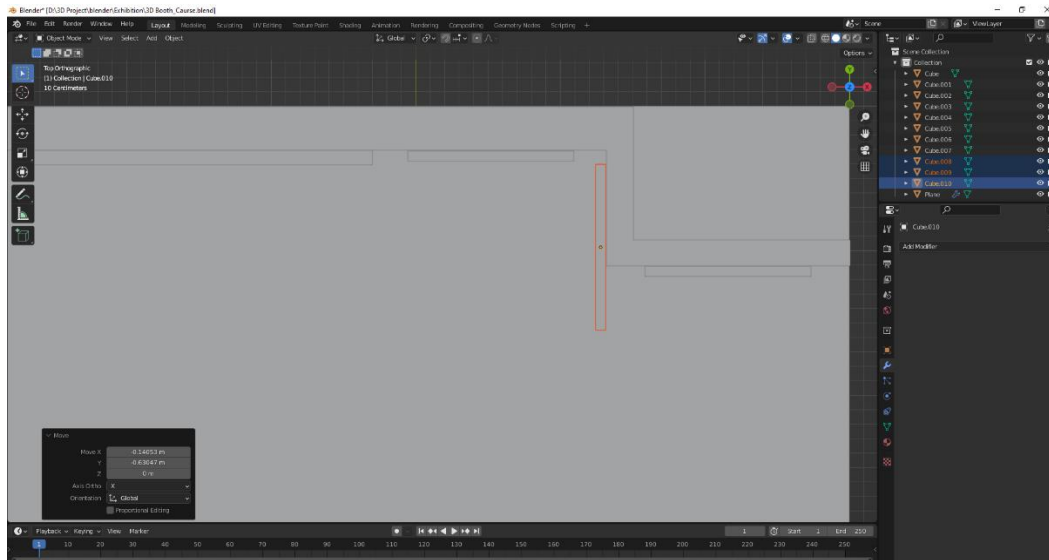 Blender* [D:\3D Project\blender\Exhibition\3D Booth_Caurse.blend]
File Edit Render Window Help Layout Modeling Sculpting UV Editing Texture Paint Shading Animation Rendering Compositing Geometry Nodes Scripting + Scene ViewLayer
Object Mode View Select Add Object Global
Options
Top Orthographic
(1) Collection | Cube.010
10 Centimeters
Y
Z
X
Scene Collection
Collection
Cube
Cube.001
Cube.002
Cube.003
Cube.004
Cube.005
Cube.006
Cube.007
Cube.008
Cube.009
Cube.010
Plane
Cube.010
Add Modifier
Move
Move X -0.14053 m
Y -0.63047 m
Z 0 m
Axis Ortho X
Orientation Global
Proportional Editing
Playback Keying View Marker 1 Start 1 End 250
1 10 20 30 40 50 60 70 80 90 100 110 120 130 140 150 160 170 180 190 200 210 220 230 240 250